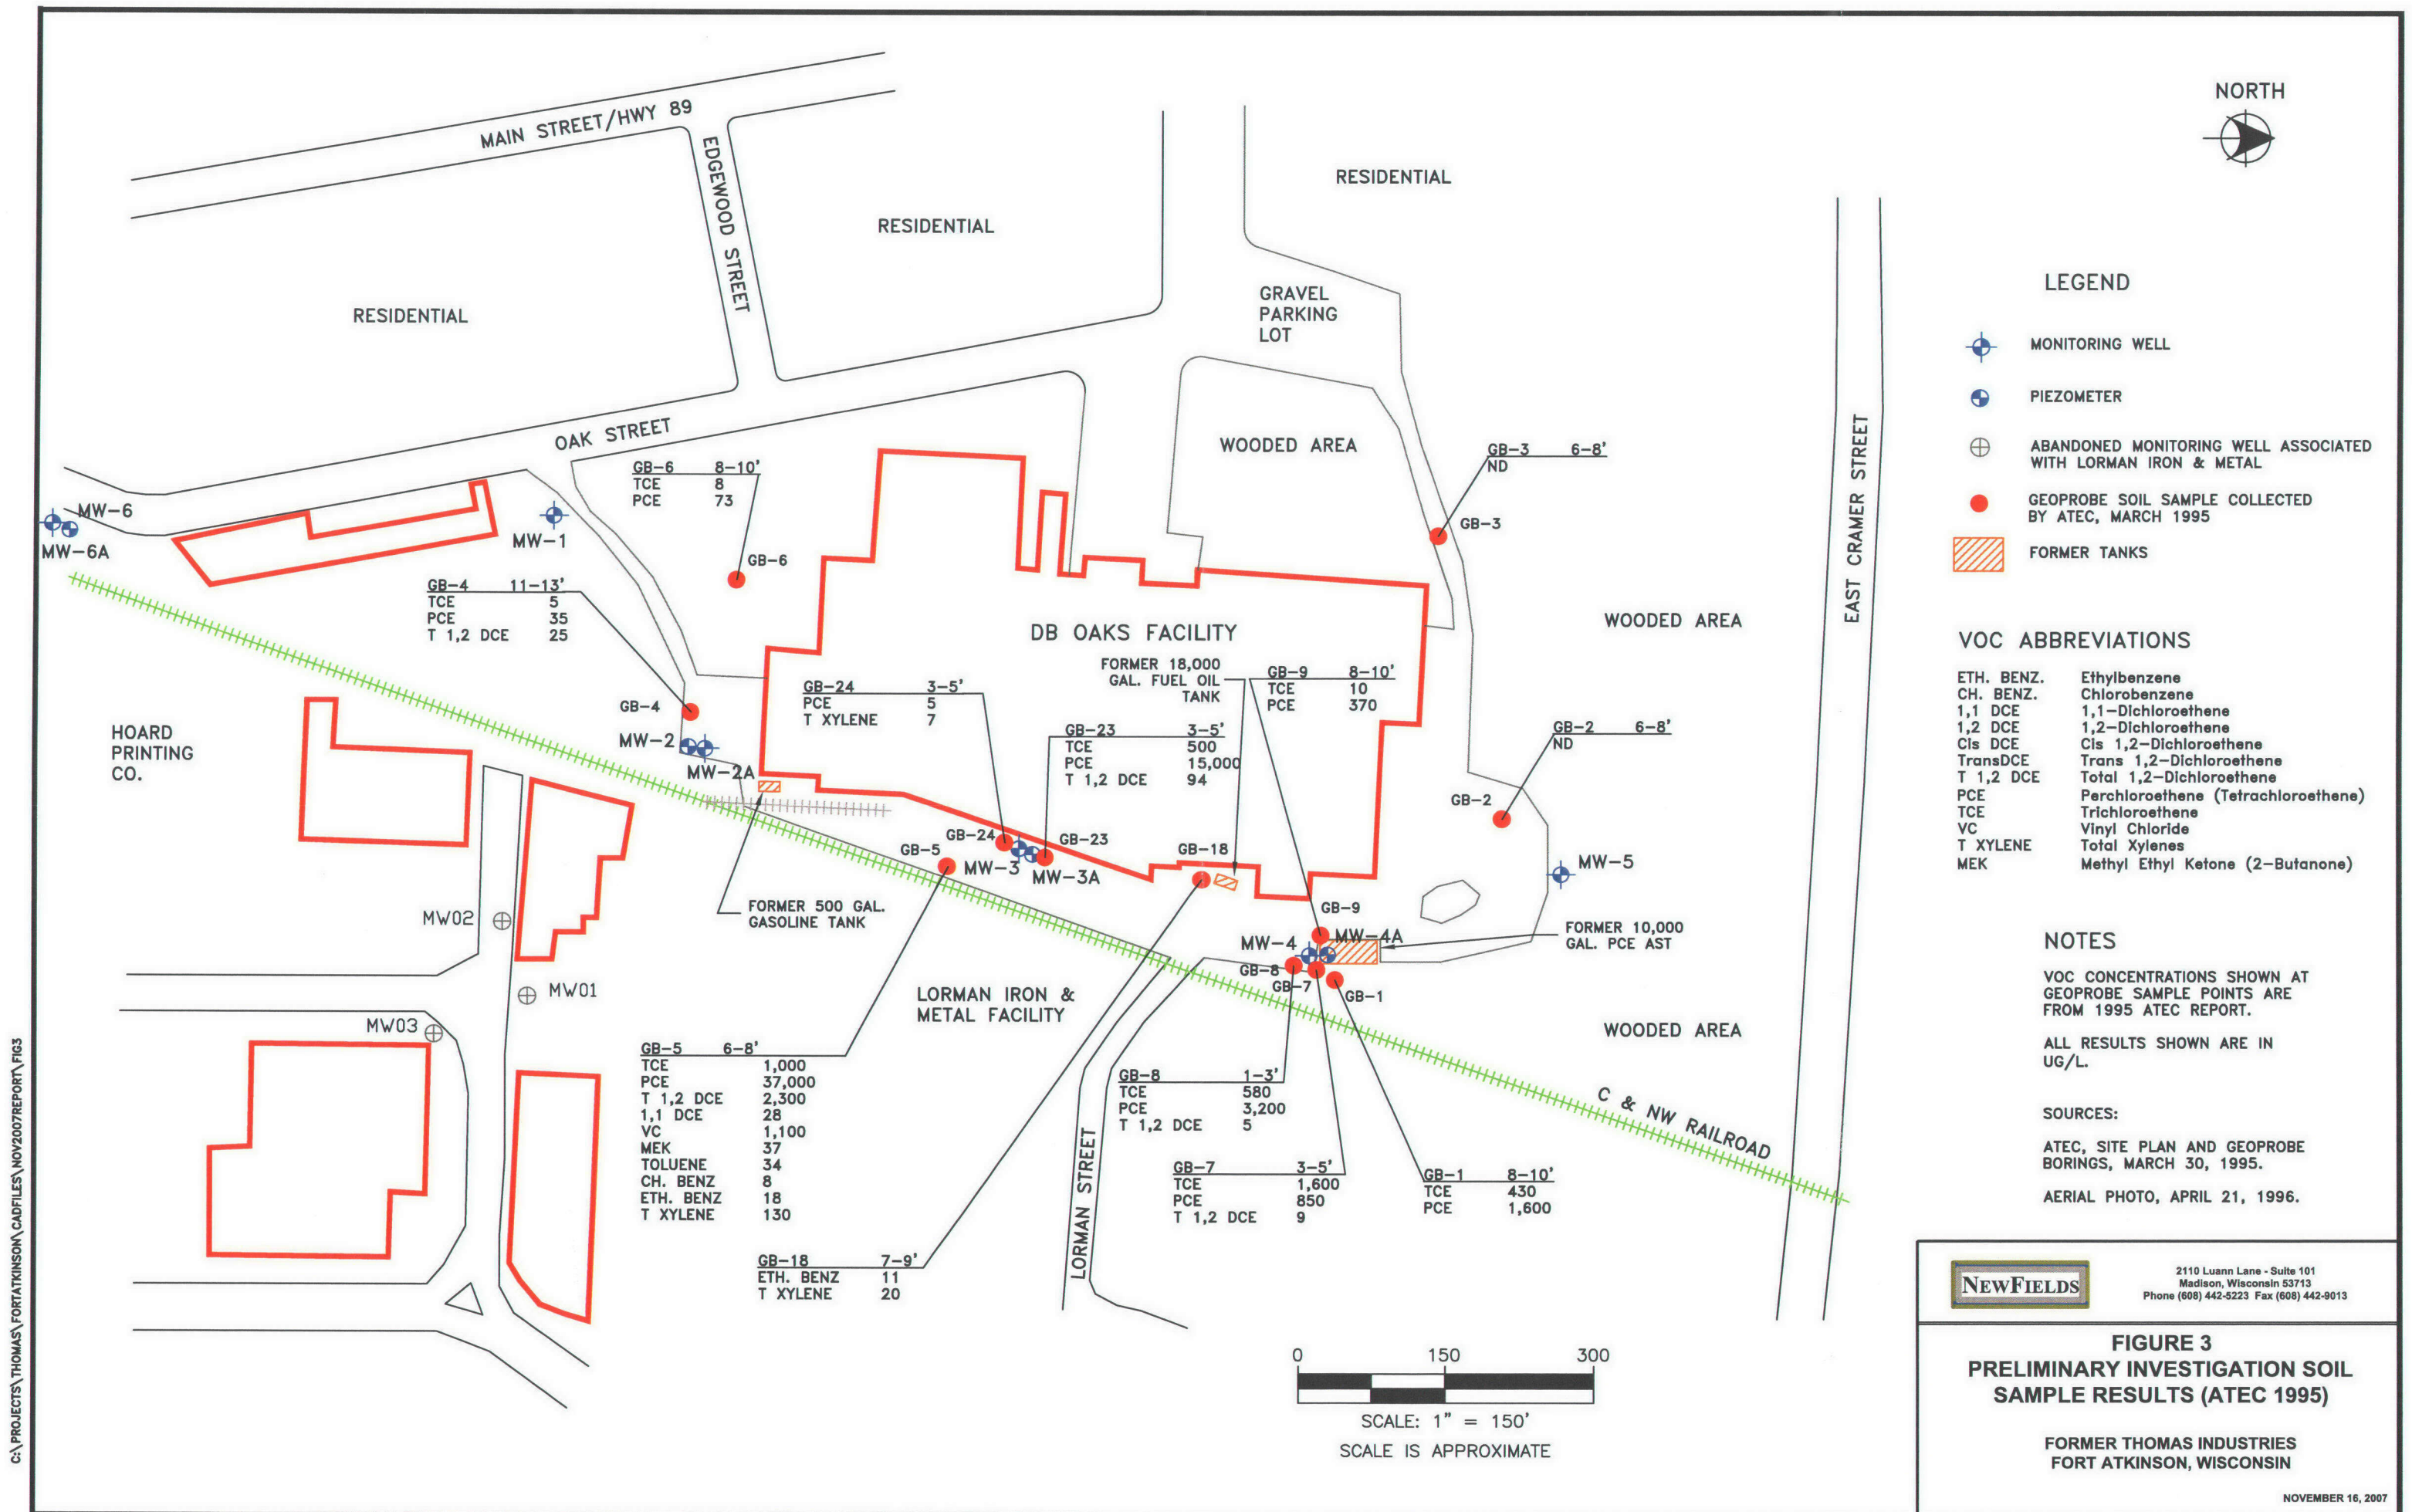 MAIN STREET/HWY 89
EDGEWOOD STREET
RESIDENTIAL
RESIDENTIAL
RESIDENTIAL
GRAVEL
PARKING
LOT
OAK STREET
WOODED AREA
WOODED AREA
WOODED AREA
EAST CRAMER STREET
NORTH
MW-6
MW-6A
MW-1
GB-6 8-10'
TCE 8
PCE 73
GB-6
GB-3 6-8'
ND
GB-3
GB-4 11-13'
TCE 5
PCE 35
T 1,2 DCE 25
GB-4
MW-2
MW-2A
DB OAKS FACILITY
FORMER 18,000
GAL. FUEL OIL
TANK
GB-9 8-10'
TCE 10
PCE 370
GB-24 3-5'
PCE 5
T XYLENE 7
GB-23 3-5'
TCE 500
PCE 15,000
T 1,2 DCE 94
GB-2 6-8'
ND
GB-2
HOARD
PRINTING
CO.
GB-24
GB-23
GB-5
MW-3
MW-3A
GB-18
MW-5
FORMER 500 GAL.
GASOLINE TANK
GB-9
MW-4
MW-4A
GB-8
GB-7
GB-1
FORMER 10,000
GAL. PCE AST
MW02
MW01
MW03
LORMAN IRON &
METAL FACILITY
GB-5 6-8'
TCE 1,000
PCE 37,000
T 1,2 DCE 2,300
1,1 DCE 28
VC 1,100
MEK 37
TOLUENE 34
CH. BENZ 8
ETH. BENZ 18
T XYLENE 130
GB-18 7-9'
ETH. BENZ 11
T XYLENE 20
LORMAN STREET
GB-8 1-3'
TCE 580
PCE 3,200
T 1,2 DCE 5
GB-7 3-5'
TCE 1,600
PCE 850
T 1,2 DCE 9
GB-1 8-10'
TCE 430
PCE 1,600
C & NW RAILROAD
0 150 300
SCALE: 1" = 150'
SCALE IS APPROXIMATE
LEGEND
MONITORING WELL
PIEZOMETER
ABANDONED MONITORING WELL ASSOCIATED
WITH LORMAN IRON & METAL
GEOPROBE SOIL SAMPLE COLLECTED
BY ATEC, MARCH 1995
FORMER TANKS
VOC ABBREVIATIONS
ETH. BENZ. Ethylbenzene
CH. BENZ. Chlorobenzene
1,1 DCE 1,1-Dichloroethene
1,2 DCE 1,2-Dichloroethene
Cis DCE Cis 1,2-Dichloroethene
TransDCE Trans 1,2-Dichloroethene
T 1,2 DCE Total 1,2-Dichloroethene
PCE Perchloroethene (Tetrachloroethene)
TCE Trichloroethene
VC Vinyl Chloride
T XYLENE Total Xylenes
MEK Methyl Ethyl Ketone (2-Butanone)
NOTES
VOC CONCENTRATIONS SHOWN AT
GEOPROBE SAMPLE POINTS ARE
FROM 1995 ATEC REPORT.
ALL RESULTS SHOWN ARE IN
UG/L.
SOURCES:
ATEC, SITE PLAN AND GEOPROBE
BORINGS, MARCH 30, 1995.
AERIAL PHOTO, APRIL 21, 1996.
NEWFIELDS
2110 Luann Lane - Suite 101
Madison, Wisconsin 53713
Phone (608) 442-5223 Fax (608) 442-9013
FIGURE 3
PRELIMINARY INVESTIGATION SOIL
SAMPLE RESULTS (ATEC 1995)
FORMER THOMAS INDUSTRIES
FORT ATKINSON, WISCONSIN
NOVEMBER 16, 2007
C:\PROJECTS\THOMAS\FORTATKINSON\CADFILES\NOV2007REPORT\FIG3